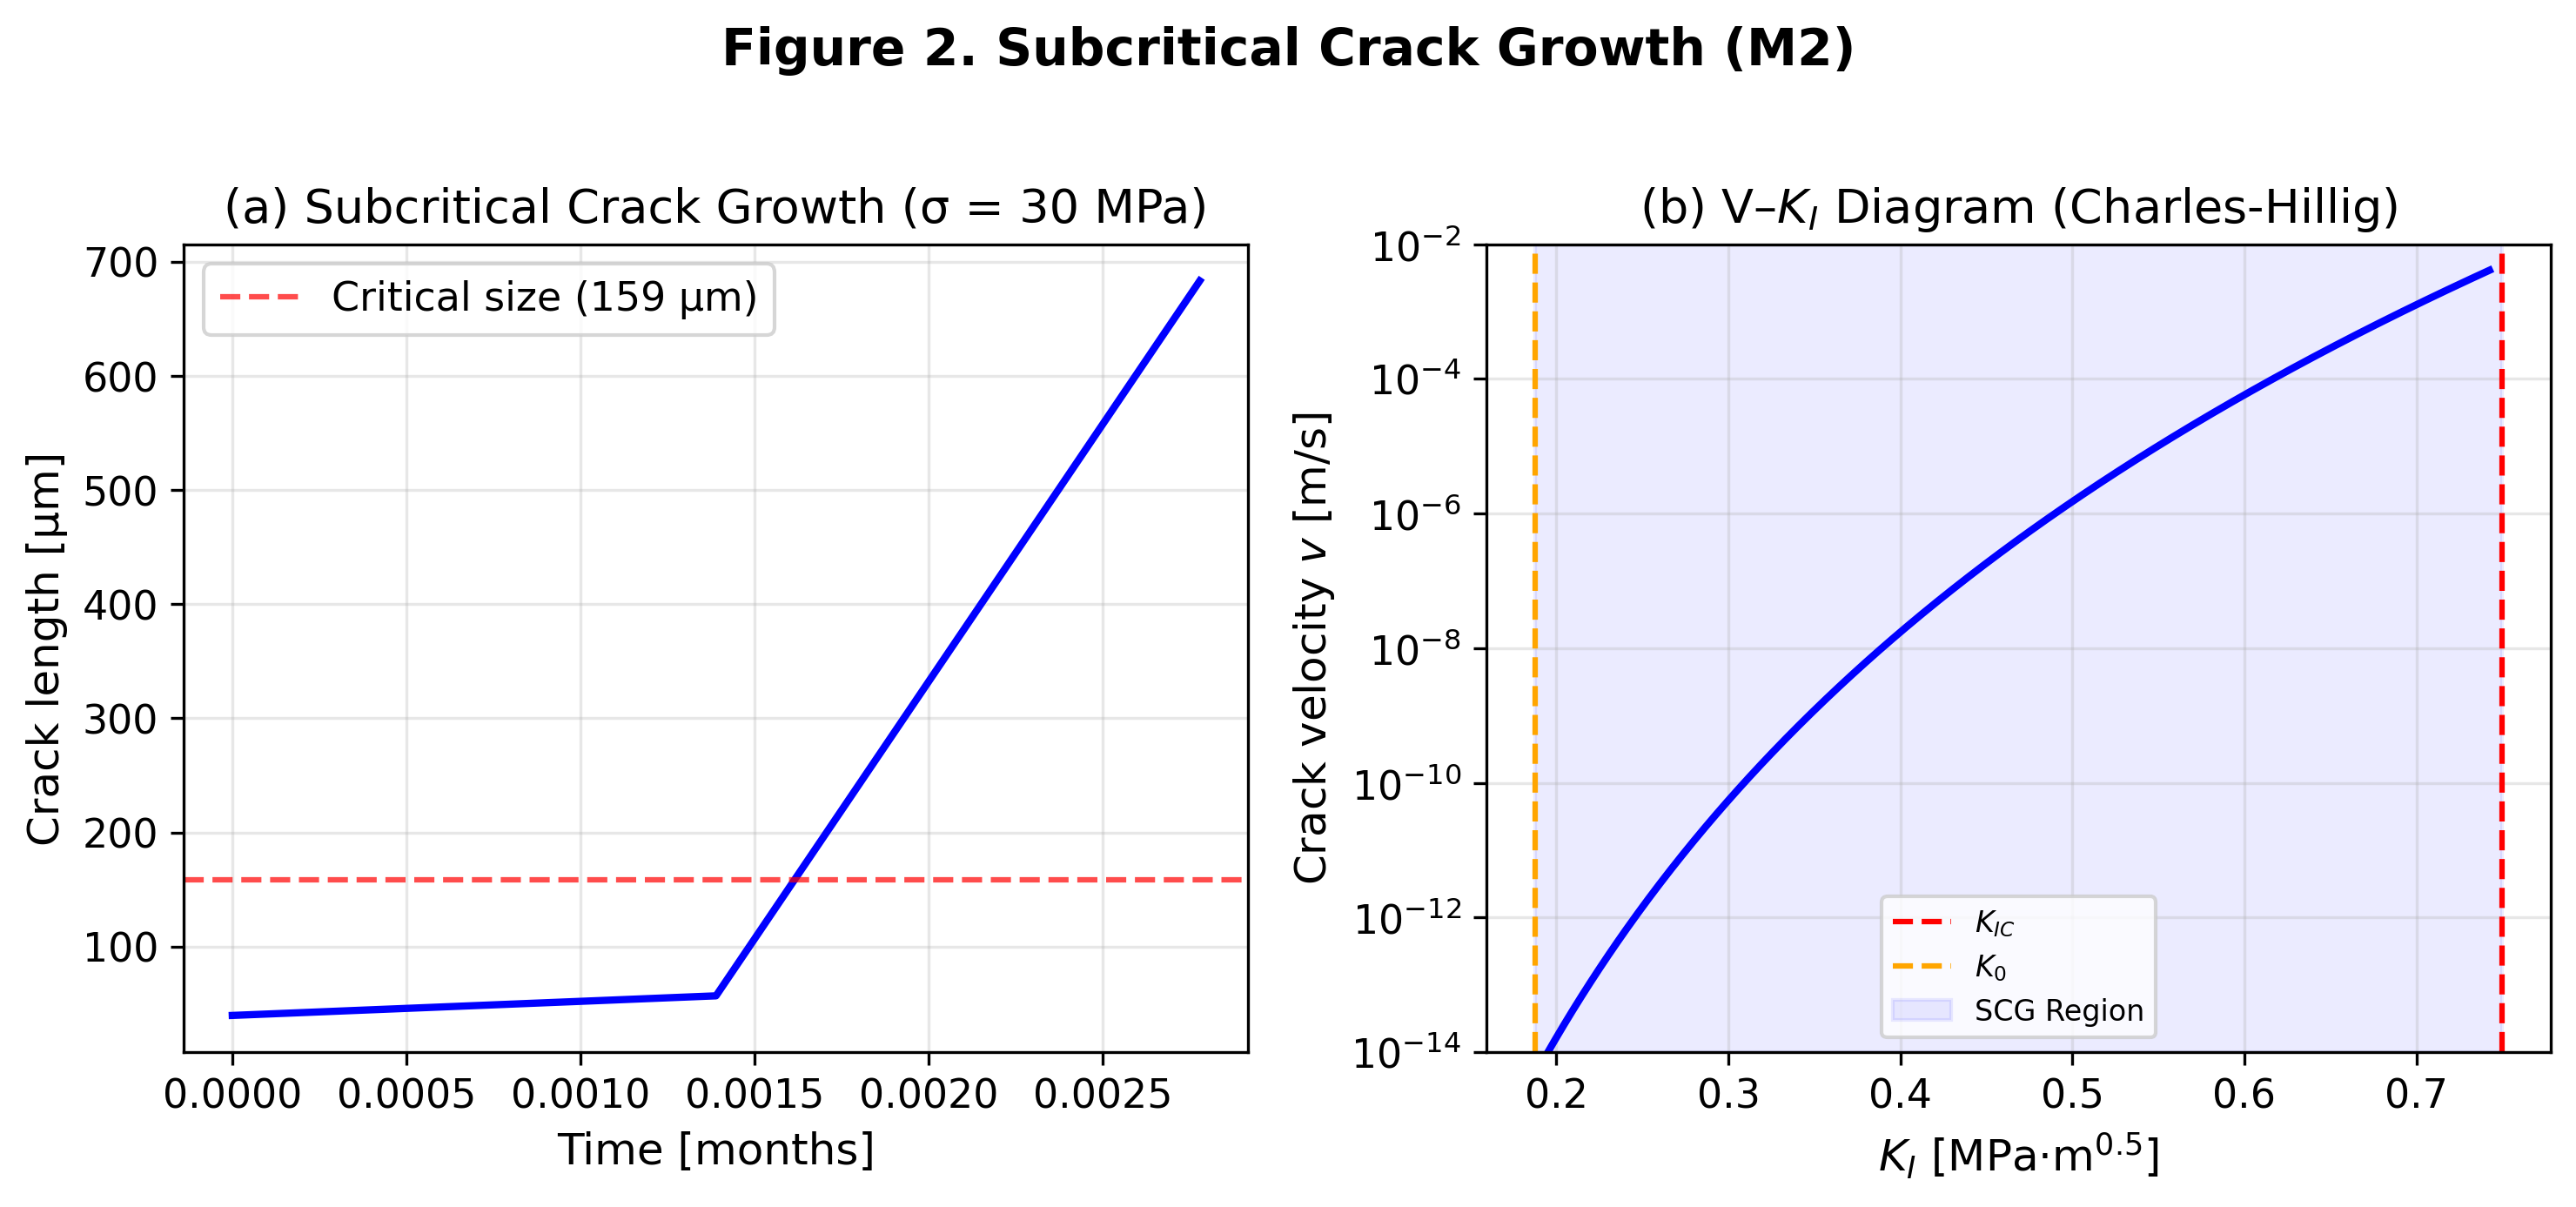 Figure 2. Subcritical Crack Growth (M2)
(a) Subcritical Crack Growth (σ = 30 MPa)
700
600
500
400
300
200
100
Crack length [μm]
Critical size (159 μm)
0.0000 0.0005 0.0010 0.0015 0.0020 0.0025
Time [months]
(b) V–K_I Diagram (Charles-Hillig)
10⁻²
10⁻⁴
10⁻⁶
10⁻⁸
10⁻¹⁰
10⁻¹²
10⁻¹⁴
Crack velocity v [m/s]
K_IC
K₀
SCG Region
0.2 0.3 0.4 0.5 0.6 0.7
K_I [MPa·m⁰·⁵]